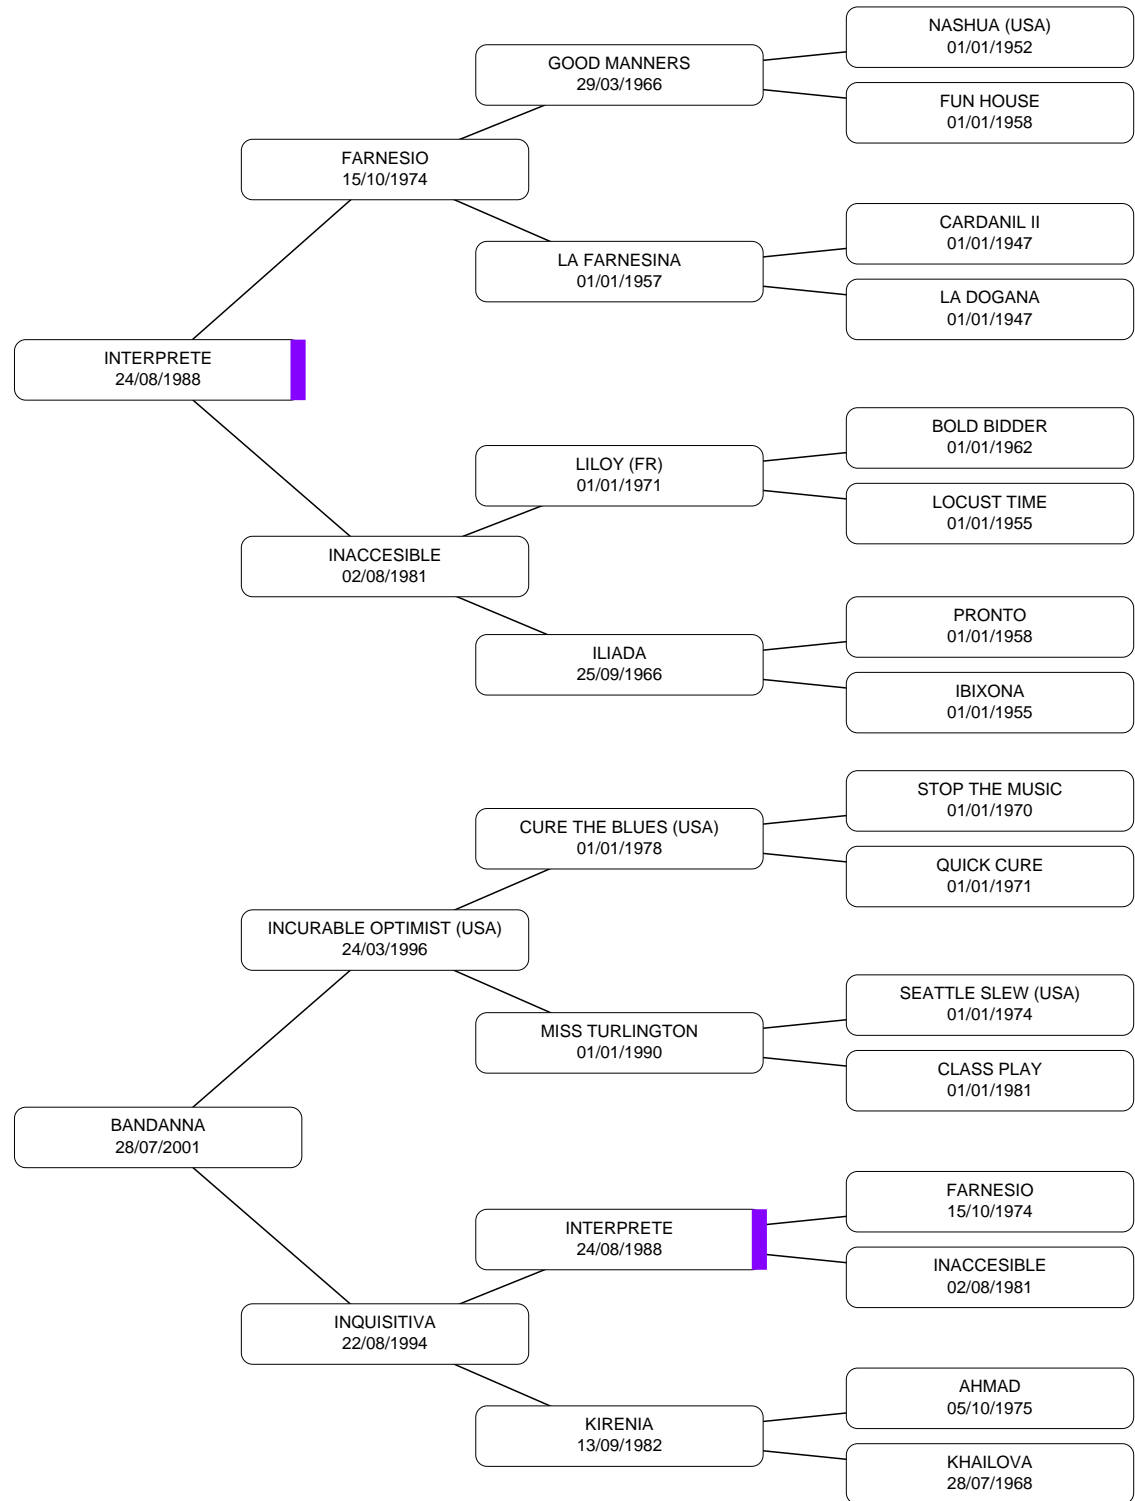 NASHUA (USA)
01/01/1952
GOOD MANNERS
29/03/1966
FUN HOUSE
01/01/1958
FARNESIO
15/10/1974
CARDANIL II
01/01/1947
LA FARNESINA
01/01/1957
LA DOGANA
01/01/1947
INTERPRETE
24/08/1988
BOLD BIDDER
01/01/1962
LILOY (FR)
01/01/1971
LOCUST TIME
01/01/1955
INACCESIBLE
02/08/1981
PRONTO
01/01/1958
ILIADA
25/09/1966
IBIXONA
01/01/1955
STOP THE MUSIC
01/01/1970
CURE THE BLUES (USA)
01/01/1978
QUICK CURE
01/01/1971
INCURABLE OPTIMIST (USA)
24/03/1996
SEATTLE SLEW (USA)
01/01/1974
MISS TURLINGTON
01/01/1990
CLASS PLAY
01/01/1981
BANDANNA
28/07/2001
FARNESIO
15/10/1974
INTERPRETE
24/08/1988
INACCESIBLE
02/08/1981
INQUISITIVA
22/08/1994
AHMAD
05/10/1975
KIRENIA
13/09/1982
KHAILOVA
28/07/1968